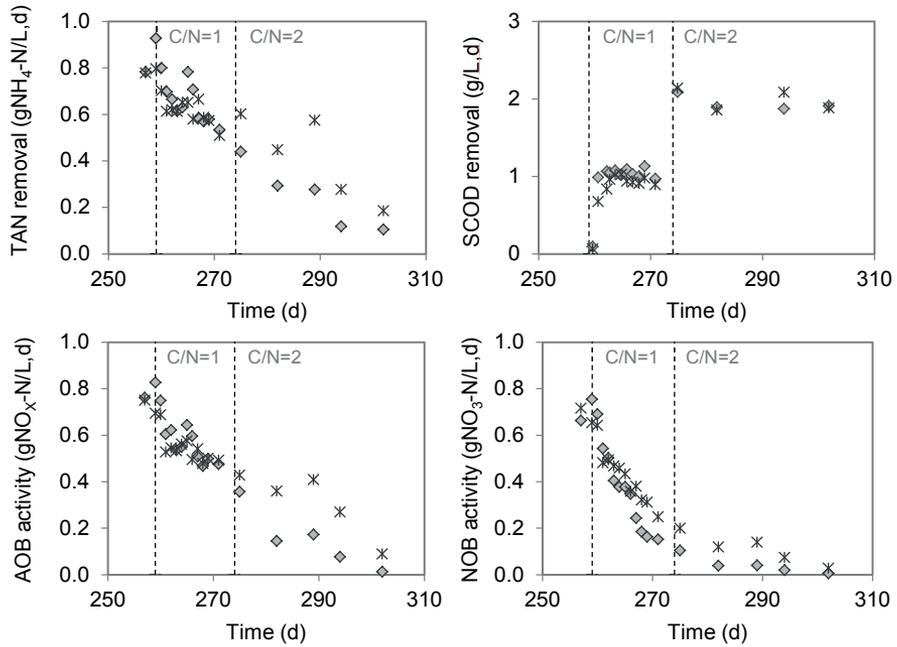 TAN removal (gNH₄-N/L,d)
1.0
0.8
0.6
0.4
0.2
0.0
C/N=1 C/N=2
250 270 290 310
Time (d)
SCOD removal (g/L,d)
3
2
1
0
C/N=1 C/N=2
250 270 290 310
Time (d)
AOB activity (gNOₓ-N/L,d)
1.0
0.8
0.6
0.4
0.2
0.0
C/N=1 C/N=2
250 270 290 310
Time (d)
NOB activity (gNO₃-N/L,d)
1.0
0.8
0.6
0.4
0.2
0.0
C/N=1 C/N=2
250 270 290 310
Time (d)